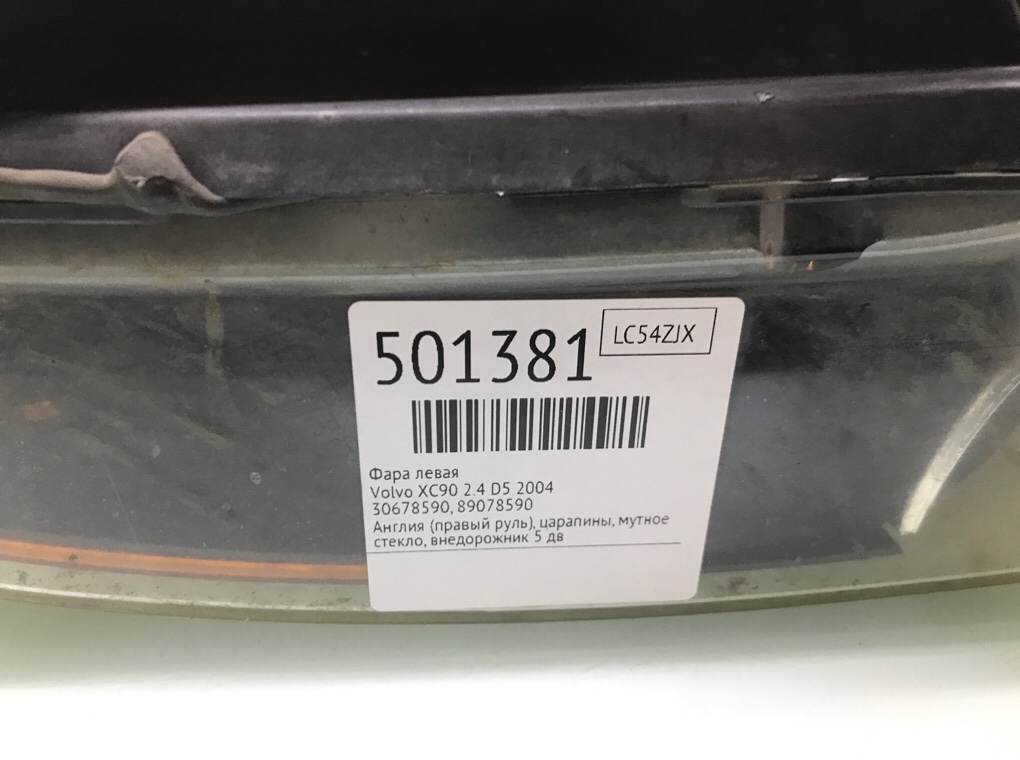 501381
LC54ZJX
Фара левая
Volvo XC90 2.4 D5 2004
30678590, 89078590
Англия (правый руль), царапины, мутное
стекло, внедорожник 5 дв